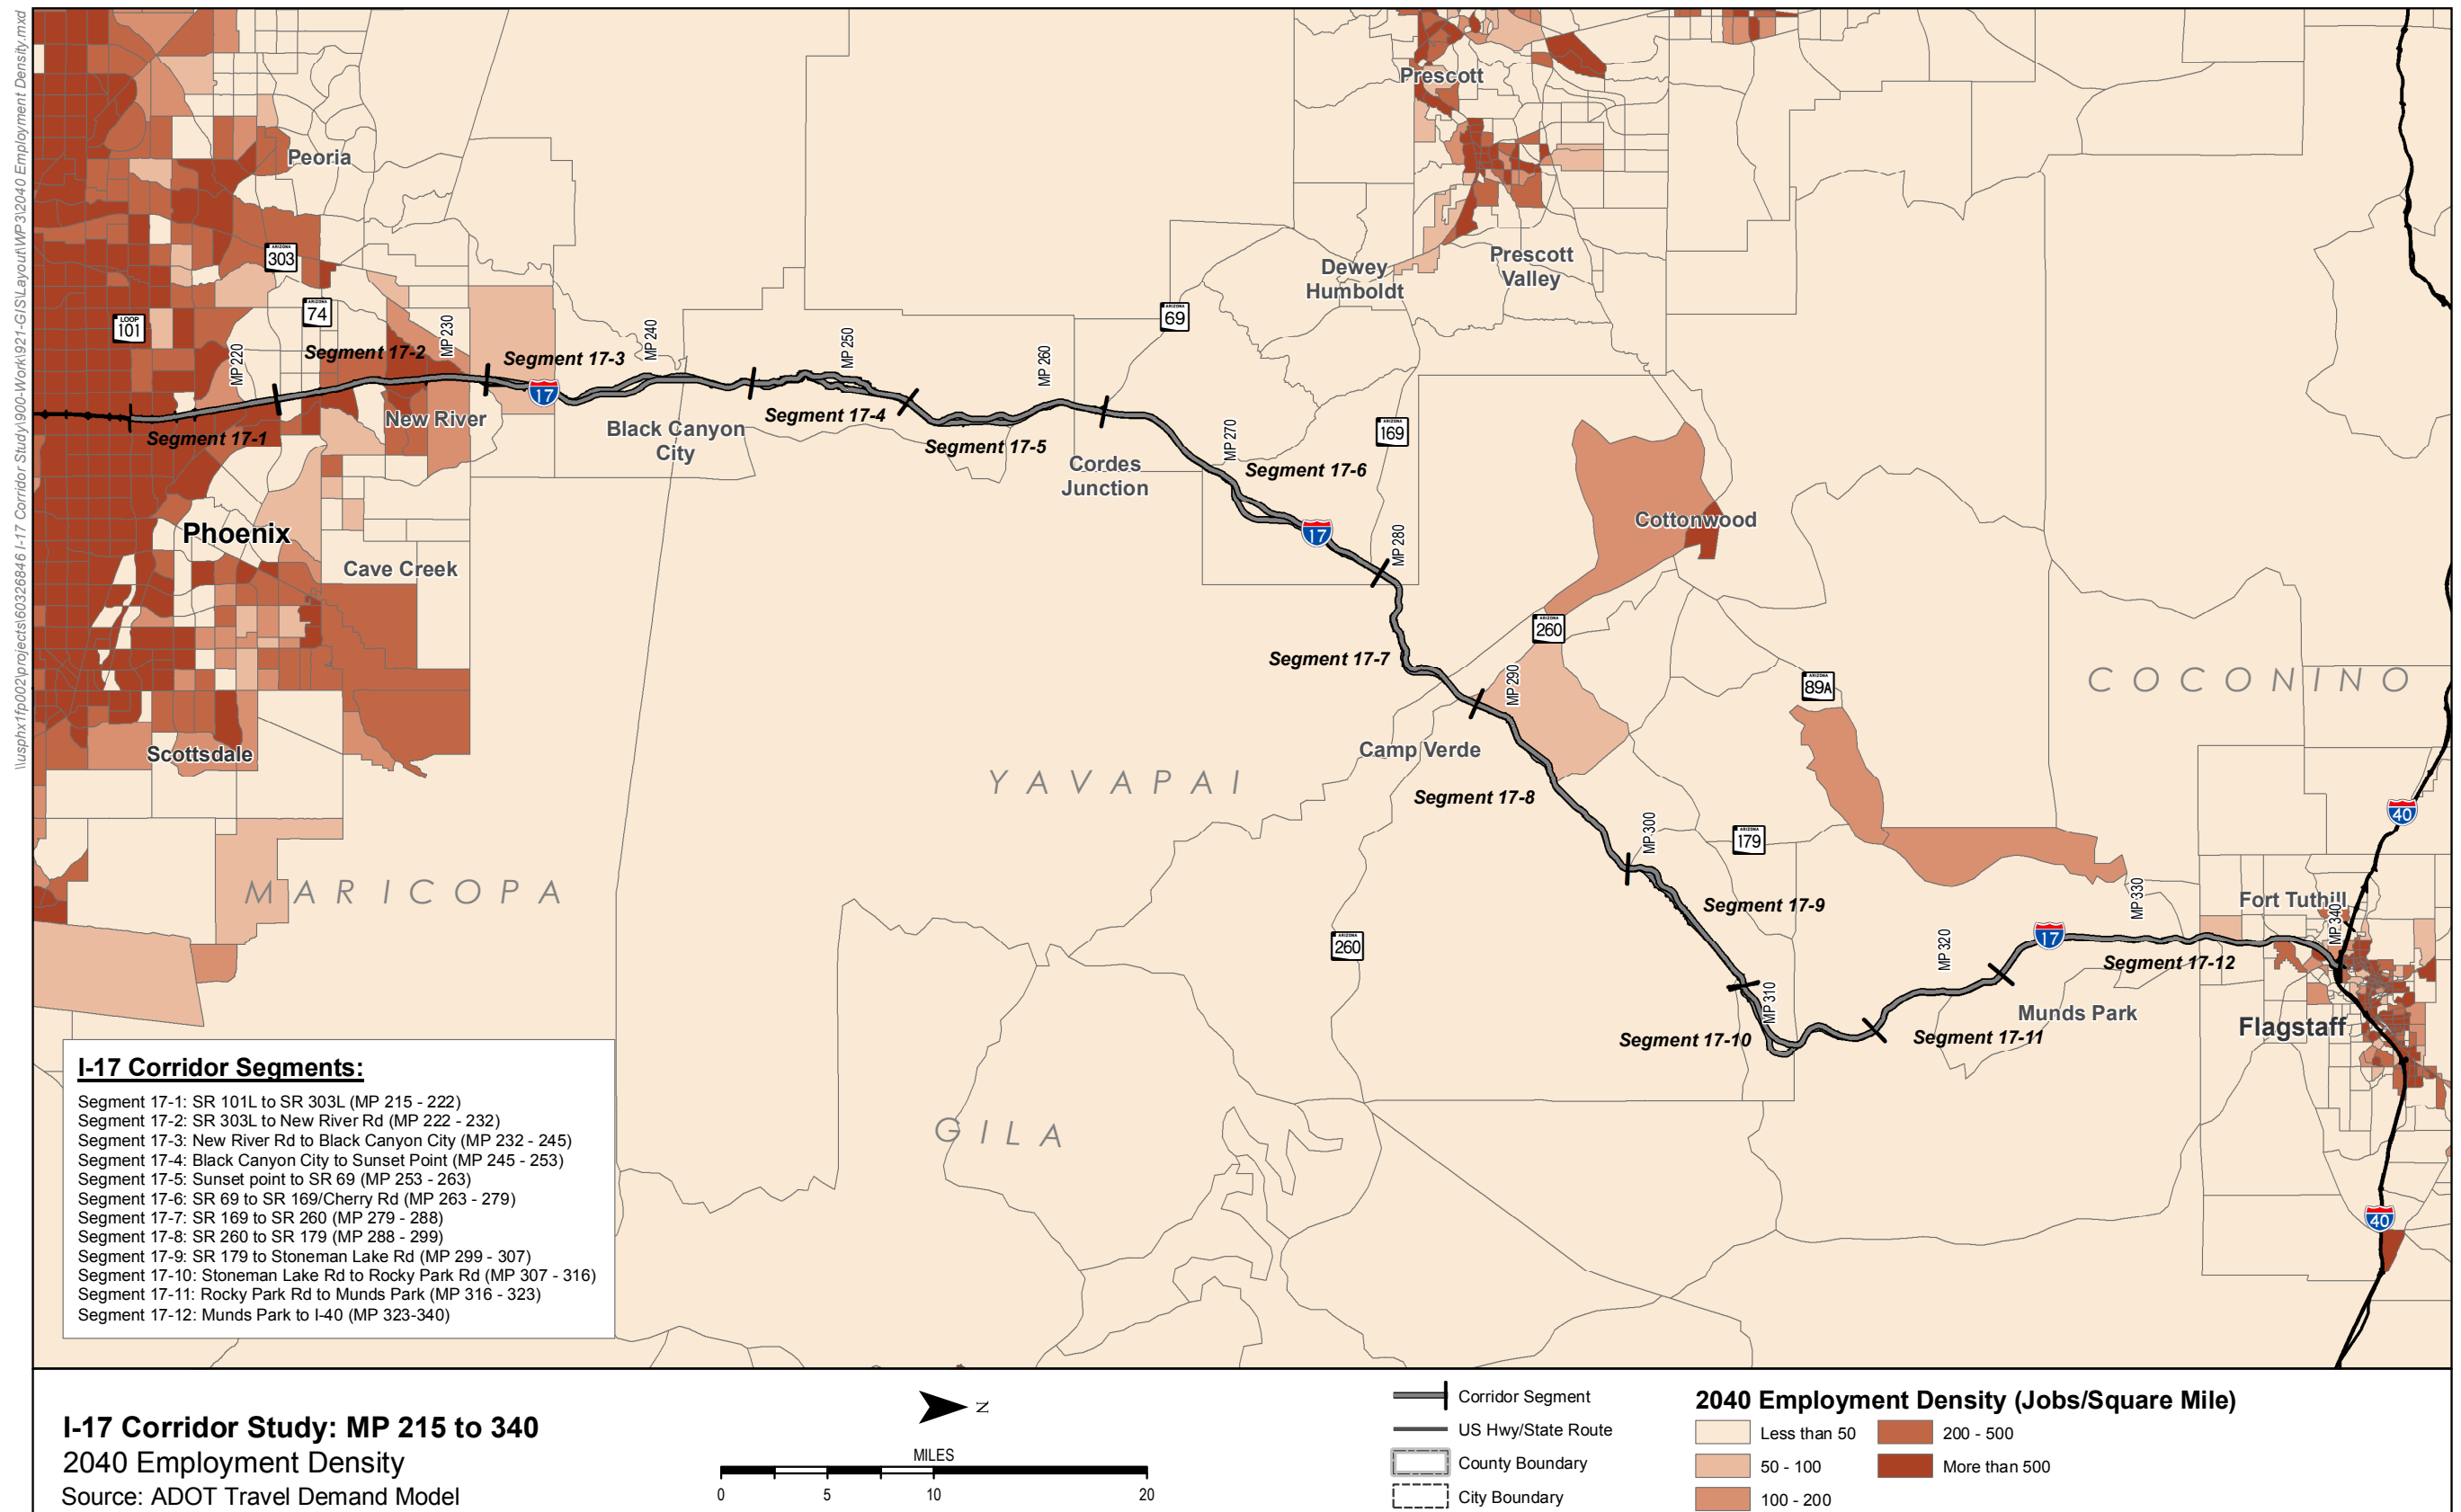 \\usphx1fp002\projects\60326846 I-17 Corridor Study\900-Work\921-GIS\Layout\WP3\2040 Employment Density.mxd
Prescott
Peoria
ARIZONA
303
Dewey
Humboldt
Prescott
Valley
LOOP
101
ARIZONA
74
ARIZONA
69
MP 220
Segment 17-2
MP 230
Segment 17-3
MP 240
MP 250
MP 260
17
Segment 17-1
New River
Black Canyon
City
Segment 17-4
Segment 17-5
Cordes
Junction
MP 270
ARIZONA
169
Segment 17-6
Phoenix
Cave Creek
17
MP 280
Cottonwood
ARIZONA
260
Segment 17-7
MP 290
ARIZONA
89A
COCONINO
Scottsdale
YAVAPAI
Camp Verde
Segment 17-8
MP 300
ARIZONA
179
40
MARICOPA
Segment 17-9
MP 330
Fort Tuthill
MP 340
ARIZONA
260
17
MP 320
Segment 17-12
MP 310
Munds Park
Flagstaff
Segment 17-10
Segment 17-11
GILA
40
I-17 Corridor Segments:
Segment 17-1: SR 101L to SR 303L (MP 215 - 222)
Segment 17-2: SR 303L to New River Rd (MP 222 - 232)
Segment 17-3: New River Rd to Black Canyon City (MP 232 - 245)
Segment 17-4: Black Canyon City to Sunset Point (MP 245 - 253)
Segment 17-5: Sunset point to SR 69 (MP 253 - 263)
Segment 17-6: SR 69 to SR 169/Cherry Rd (MP 263 - 279)
Segment 17-7: SR 169 to SR 260 (MP 279 - 288)
Segment 17-8: SR 260 to SR 179 (MP 288 - 299)
Segment 17-9: SR 179 to Stoneman Lake Rd (MP 299 - 307)
Segment 17-10: Stoneman Lake Rd to Rocky Park Rd (MP 307 - 316)
Segment 17-11: Rocky Park Rd to Munds Park (MP 316 - 323)
Segment 17-12: Munds Park to I-40 (MP 323-340)
I-17 Corridor Study: MP 215 to 340
2040 Employment Density
Source: ADOT Travel Demand Model
N
MILES
0 5 10 20
Corridor Segment
US Hwy/State Route
County Boundary
City Boundary
2040 Employment Density (Jobs/Square Mile)
Less than 50
50 - 100
100 - 200
200 - 500
More than 500